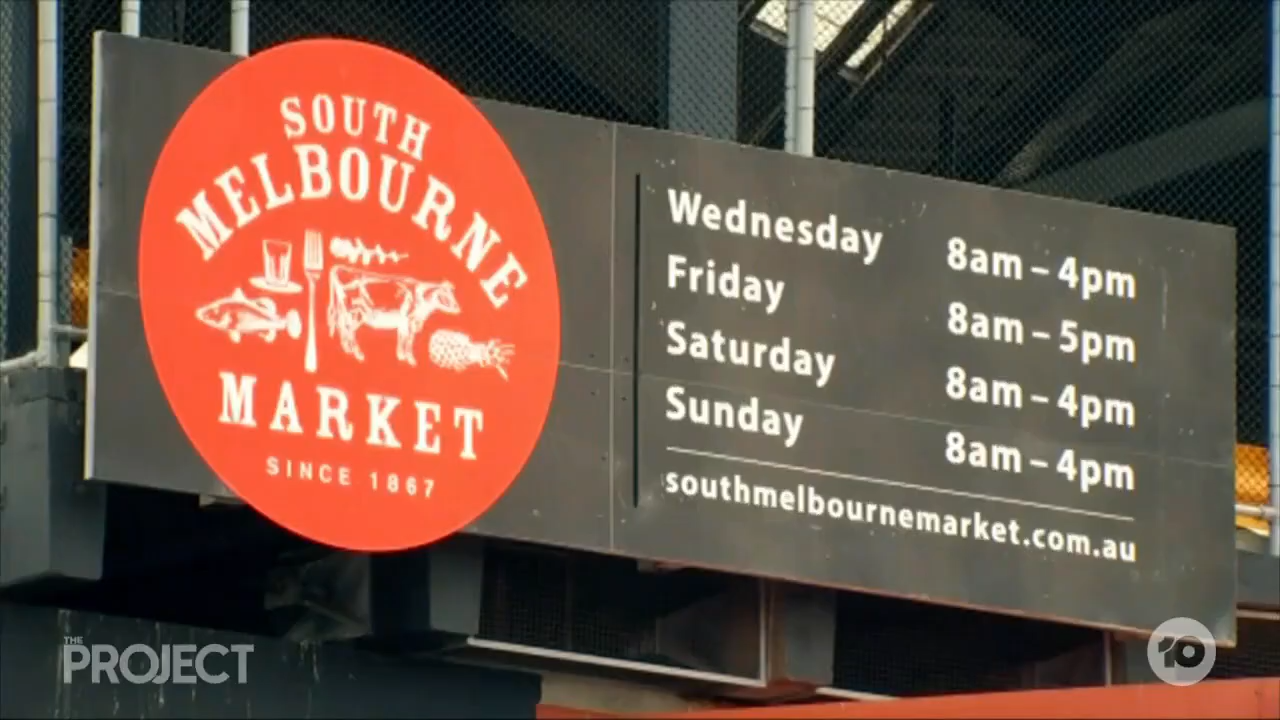 SOUTH
MELBOURNE
MARKET
SINCE 1867
Wednesday 8am – 4pm
Friday 8am – 5pm
Saturday 8am – 4pm
Sunday 8am – 4pm
southmelbournemarket.com.au
THE
PROJECT
10